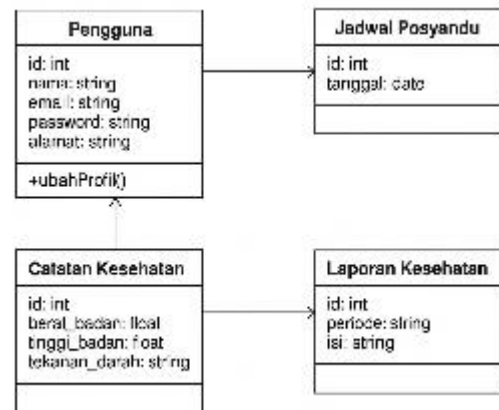 Pengguna
id: int
nama: string
email: string
password: string
alamat: string
+ubahProfil()
Jadwal Posyandu
id: int
tanggal: date
Catatan Kesehatan
id: int
berat_badan: float
tinggi_badan: float
tekanan_darah: string
Laporan Kesehatan
id: int
periode: string
isi: string